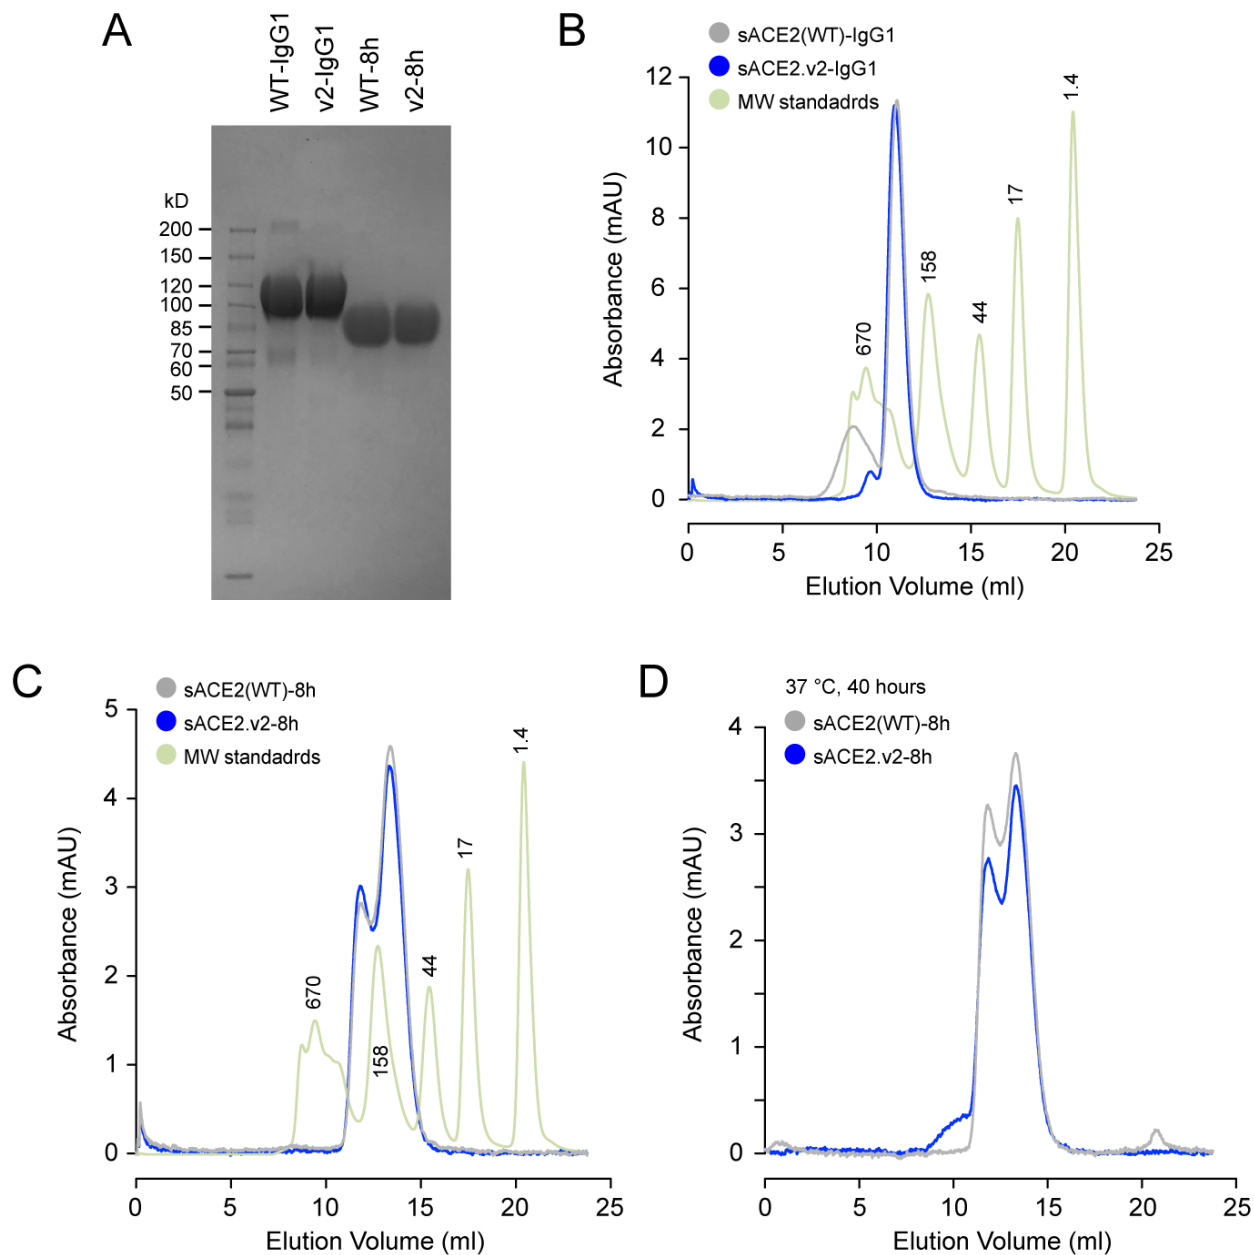 A
WT-IgG1
v2-IgG1
WT-8h
v2-8h
kD
200
150
120
100
85
70
60
50
B
sACE2(WT)-IgG1
sACE2.v2-IgG1
MW standadrds
12
10
8
6
4
2
0
Absorbance (mAU)
670
158
44
17
1.4
0 5 10 15 20 25
Elution Volume (ml)
C
sACE2(WT)-8h
sACE2.v2-8h
MW standadrds
5
4
3
2
1
0
Absorbance (mAU)
670
158
44
17
1.4
0 5 10 15 20 25
Elution Volume (ml)
D
37 °C, 40 hours
sACE2(WT)-8h
sACE2.v2-8h
4
3
2
1
0
Absorbance (mAU)
0 5 10 15 20 25
Elution Volume (ml)